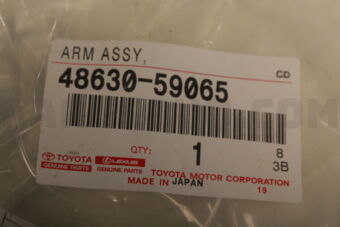 ARM ASSY,
CD
48630-59065
QTY: 1
8
3B
TOYOTA LEXUS
GENUINE PARTS GENUINE PARTS TOYOTA MOTOR CORPORATION
MADE IN JAPAN 19